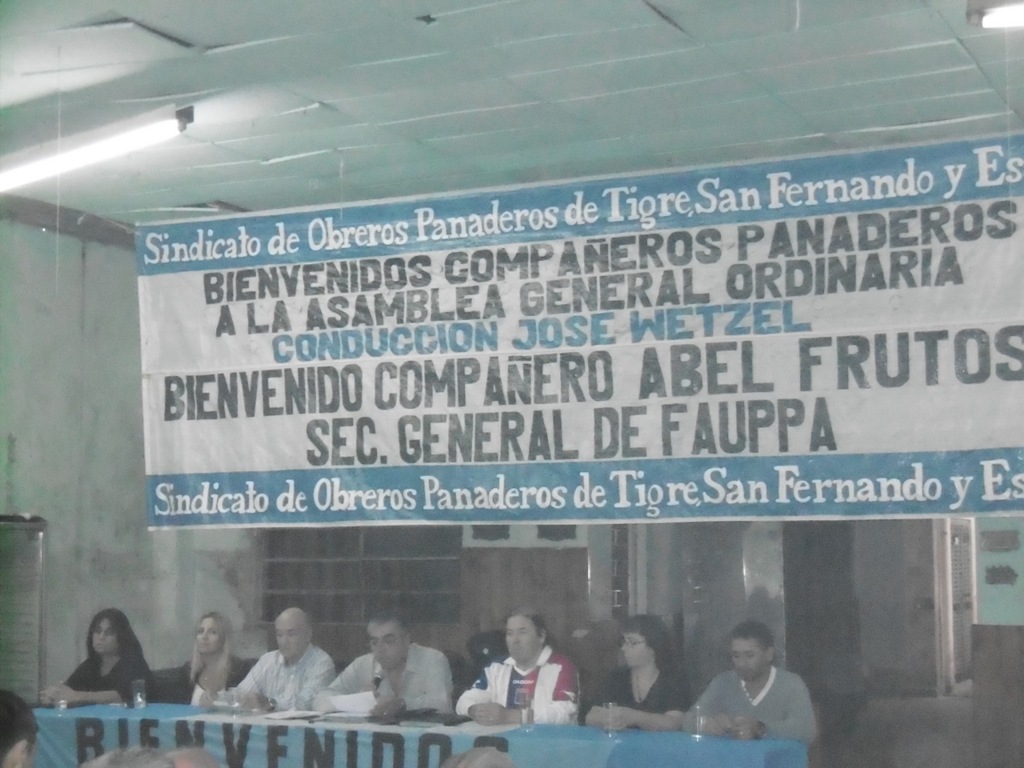 Sindicato de Obreros Panaderos de Tigre, San Fernando y Es
BIENVENIDOS COMPAÑEROS PANADEROS
A LA ASAMBLEA GENERAL ORDINARIA
CONDUCCION JOSE WETZEL
BIENVENIDO COMPAÑERO ABEL FRUTOS
SEC. GENERAL DE FAUPPA
Sindicato de Obreros Panaderos de Tigre, San Fernando y Es
BIENVENIDOS